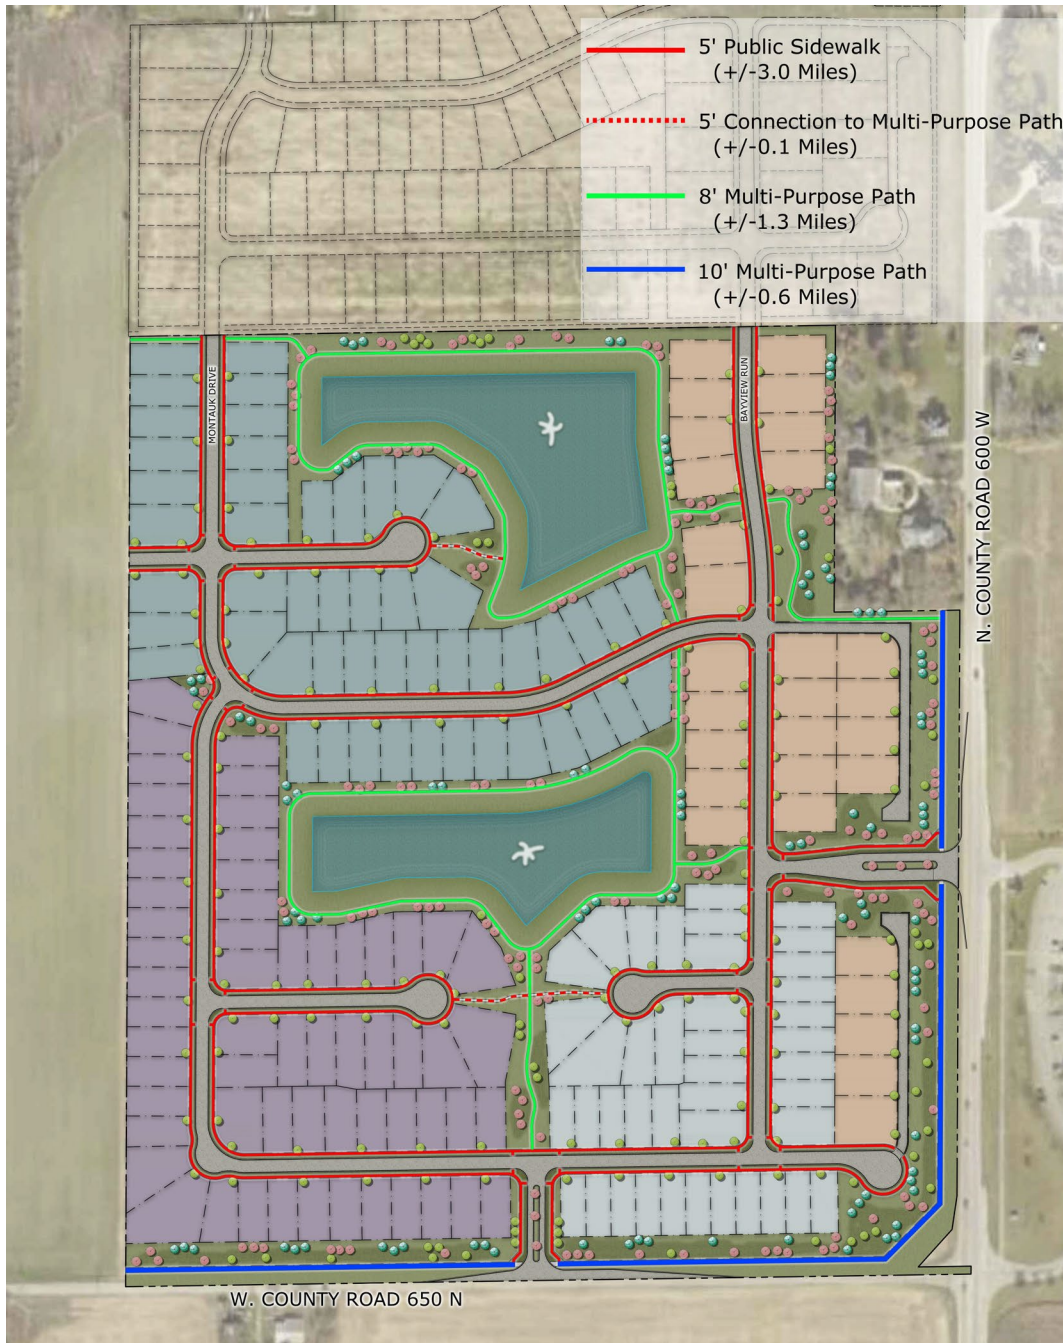 5' Public Sidewalk
(+/-3.0 Miles)
5' Connection to Multi-Purpose Path
(+/-0.1 Miles)
8' Multi-Purpose Path
(+/-1.3 Miles)
10' Multi-Purpose Path
(+/-0.6 Miles)
MONTAUK DRIVE
BAYVIEW RUN
N. COUNTY ROAD 600 W
W. COUNTY ROAD 650 N